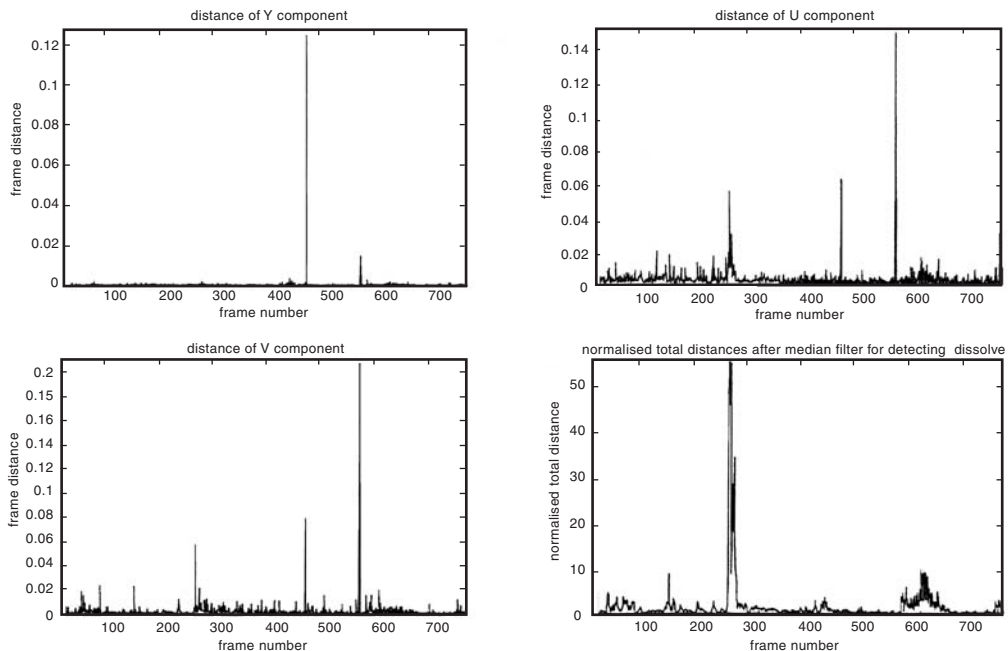 distance of Y component
frame distance
0.12
0.1
0.08
0.06
0.04
0.02
0
100 200 300 400 500 600 700
frame number
distance of U component
frame distance
0.14
0.12
0.1
0.08
0.06
0.04
0.02
0
100 200 300 400 500 600 700
frame number
distance of V component
frame distance
0.2
0.15
0.16
0.14
0.12
0.1
0.08
0.06
0.04
0.02
0
100 200 300 400 500 600 700
frame number
normalised total distances after median filter for detecting dissolve
normalised total distance
50
40
30
20
10
0
100 200 300 400 500 600 700
frame number